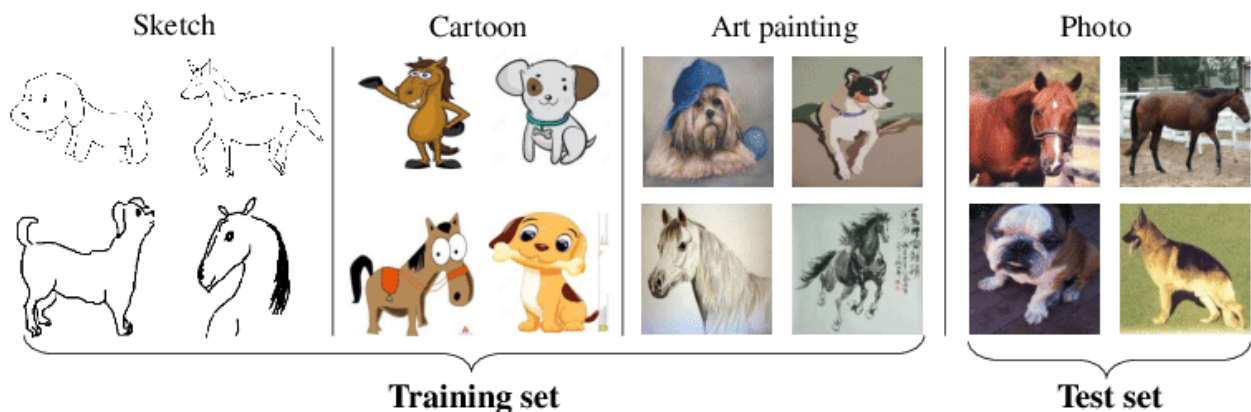 Sketch
Cartoon
Art painting
Photo
Training set
Test set